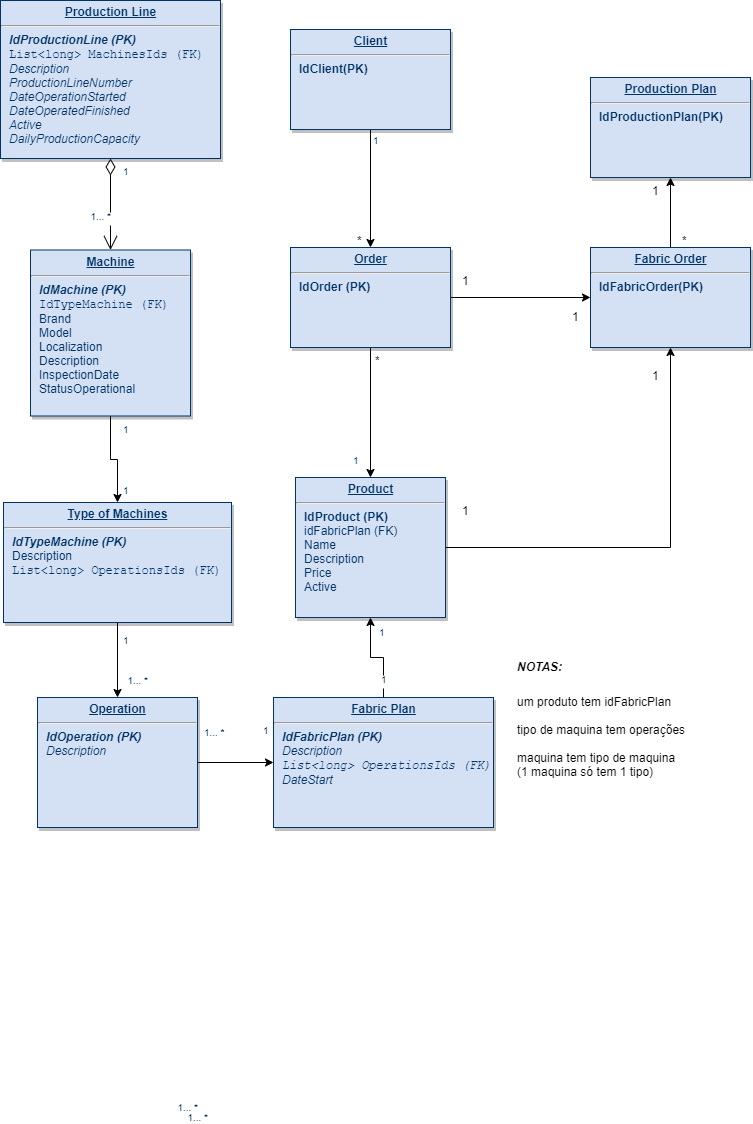 Production Line
IdProductionLine (PK)
List<long> MachinesIds (FK)
Description
ProductionLineNumber
DateOperationStarted
DateOperatedFinished
Active
DailyProductionCapacity
1
1... *
Machine
IdMachine (PK)
IdTypeMachine (FK)
Brand
Model
Localization
Description
InspectionDate
StatusOperational
1
1
Type of Machines
IdTypeMachine (PK)
Description
List<long> OperationsIds (FK)
1
1... *
Operation
IdOperation (PK)
Description
1... *
1
Client
IdClient(PK)
1
*
Order
IdOrder (PK)
1
1
*
1
Product
IdProduct (PK)
idFabricPlan (FK)
Name
Description
Price
Active
1
1
1
1
Fabric Plan
IdFabricPlan (PK)
Description
List<long> OperationsIds (FK)
DateStart
Production Plan
IdProductionPlan(PK)
1
*
Fabric Order
IdFabricOrder(PK)
NOTAS:
um produto tem idFabricPlan
tipo de maquina tem operações
maquina tem tipo de maquina
(1 maquina só tem 1 tipo)
1... *
1... *